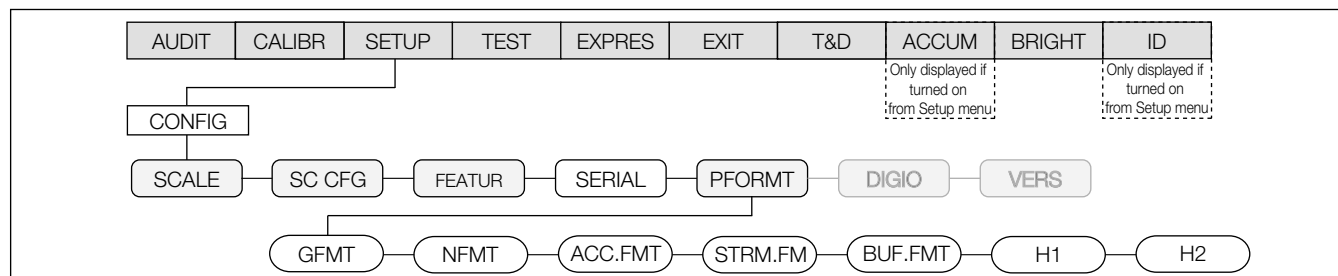 AUDIT CALIBR SETUP TEST EXPRES EXIT T&D ACCUM BRIGHT ID
Only displayed if
turned on
from Setup menu
Only displayed if
turned on
from Setup menu
CONFIG
SCALE SC CFG FEATUR SERIAL PFORMT DIGIO VERS
GFMT NFMT ACC.FMT STRM.FM BUF.FMT H1 H2